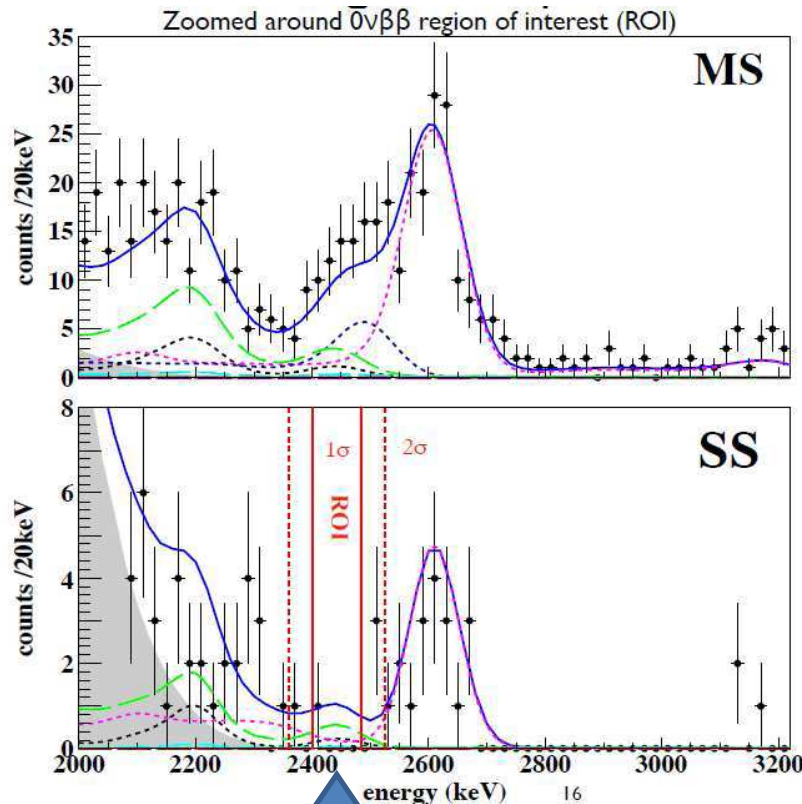 Zoomed around 0νββ region of interest (ROI)
MS
counts /20keV
35
30
25
20
15
10
5
0
SS
counts /20keV
8
6
4
2
0
1σ
2σ
ROI
2000 2200 2400 2600 2800 3000 3200
energy (keV)
16